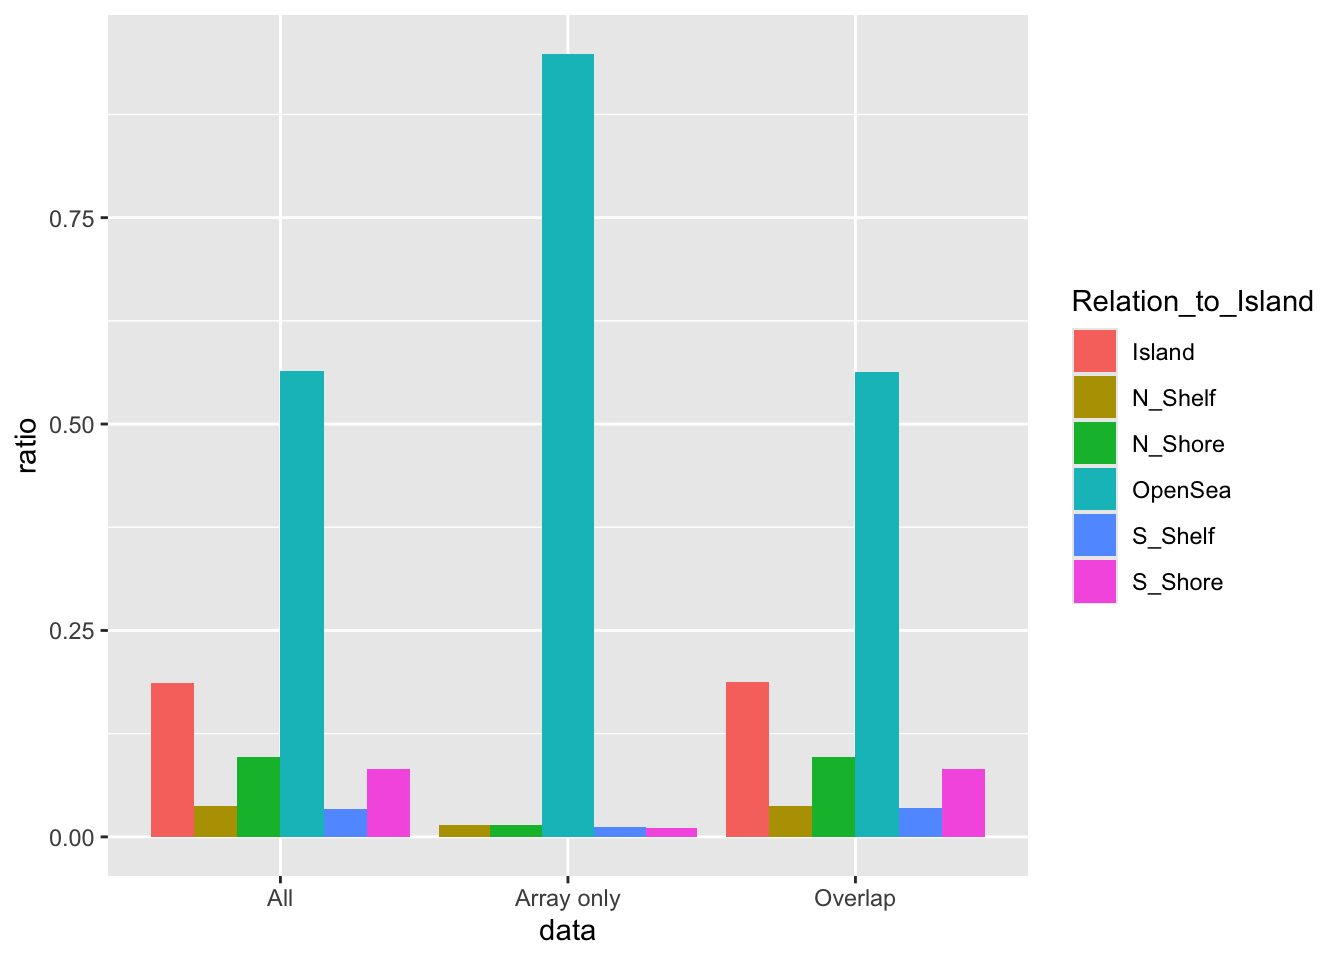 ratio
0.75
0.50
0.25
0.00
All
Array only
Overlap
data
Relation_to_Island
Island
N_Shelf
N_Shore
OpenSea
S_Shelf
S_Shore